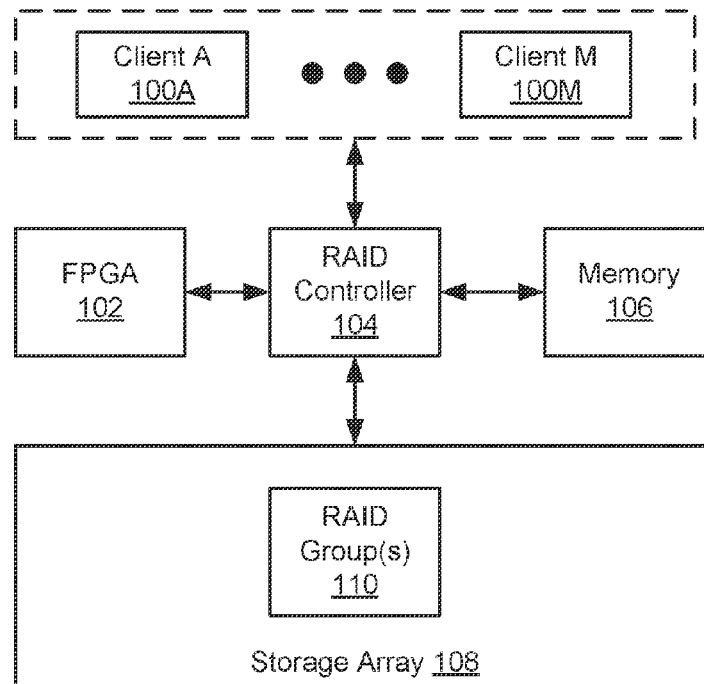 Client A
100A
Client M
100M
FPGA
102
RAID
Controller
104
Memory
106
RAID
Group(s)
110
Storage Array 108